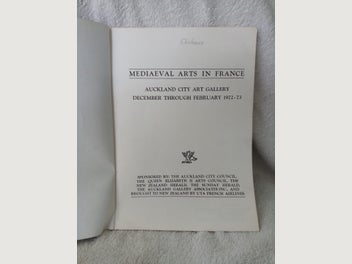 MEDIAEVAL ARTS IN FRANCE
AUCKLAND CITY ART GALLERY
DECEMBER THROUGH FEBRUARY 1972-73
SPONSORED BY: THE AUCKLAND CITY COUNCIL,
THE QUEEN ELIZABETH II ARTS COUNCIL, THE
NEW ZEALAND HERALD, THE SUNDAY HERALD,
THE AUCKLAND GALLERY ASSOCIATES INC., AND
BROUGHT TO NEW ZEALAND BY UTA FRENCH AIRLINES